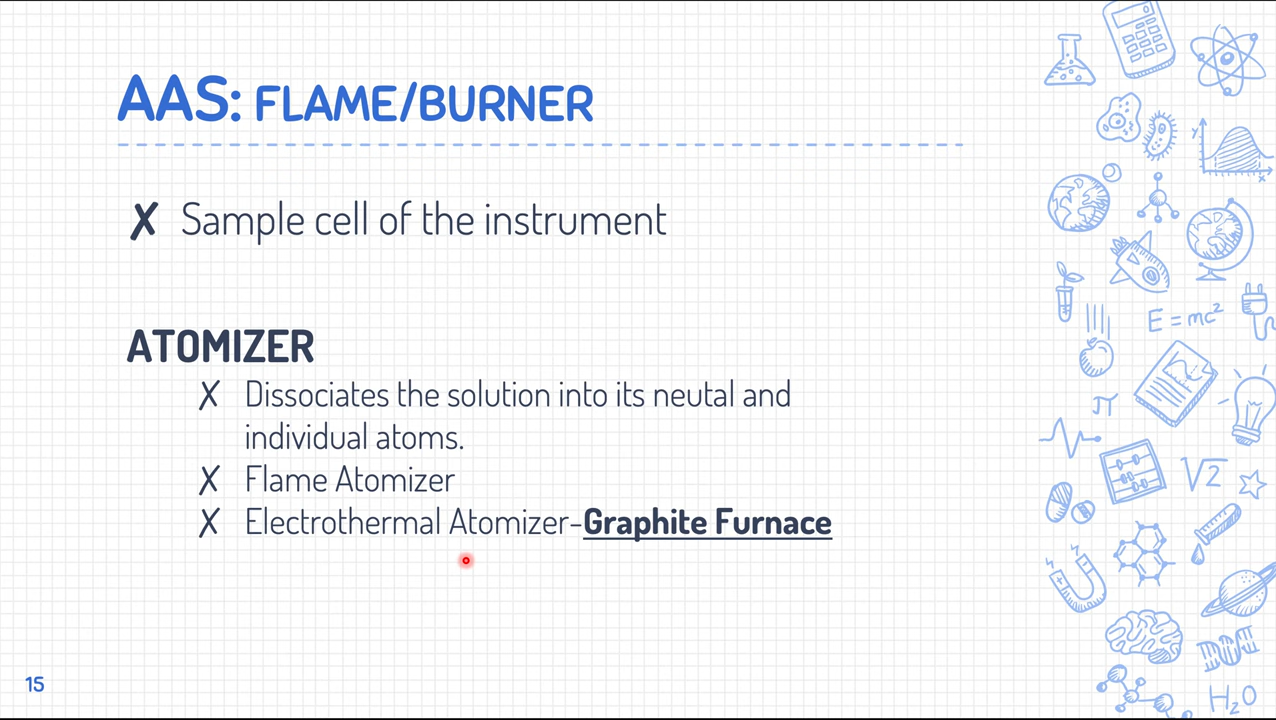 AAS: FLAME/BURNER
✗ Sample cell of the instrument
ATOMIZER
✗ Dissociates the solution into its neutal and
individual atoms.
✗ Flame Atomizer
✗ Electrothermal Atomizer-Graphite Furnace
15
y
x
E = mc²
π
√2
H₂O